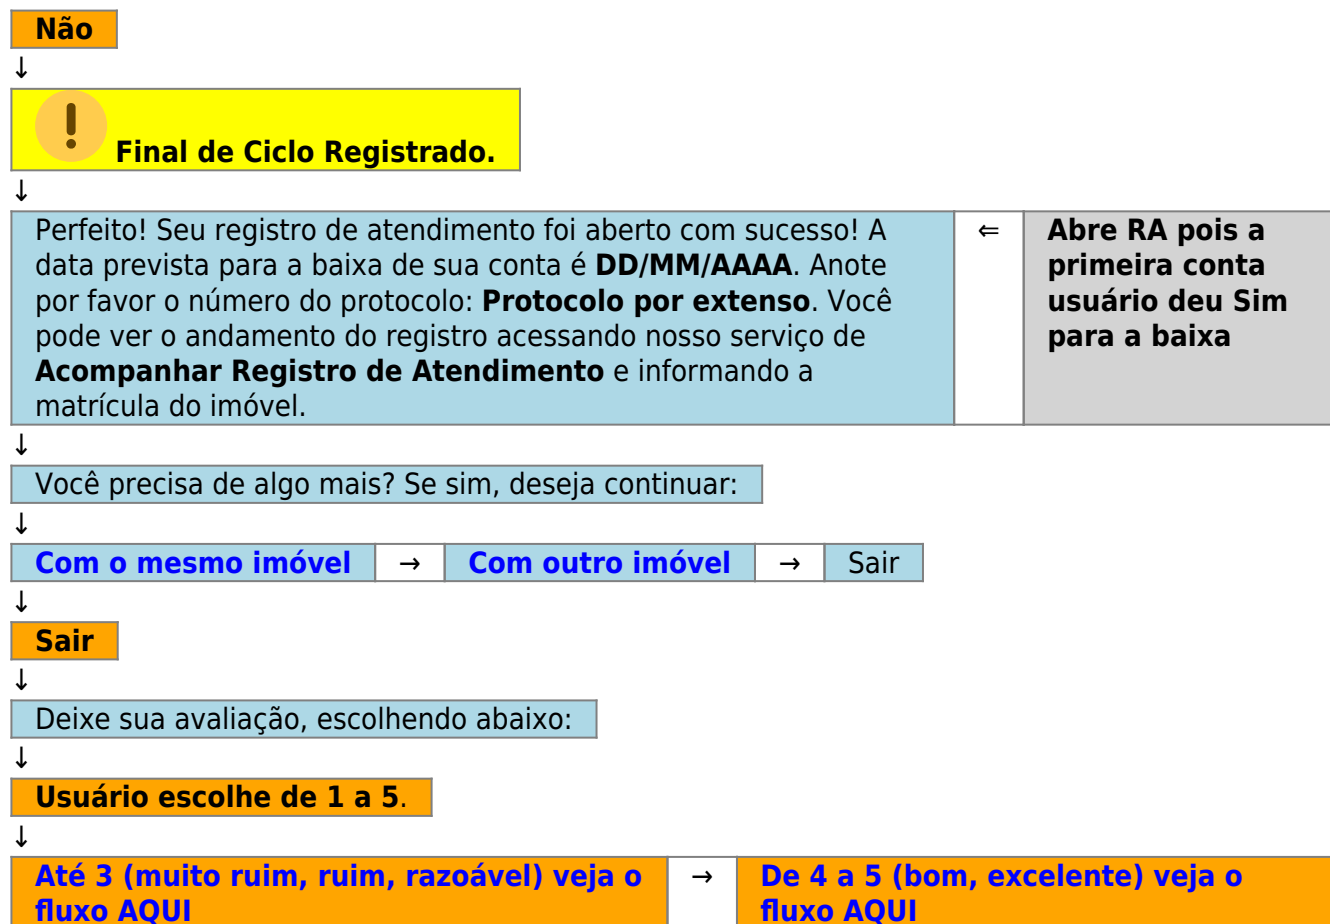 Não
↓
Final de Ciclo Registrado.
↓
Perfeito! Seu registro de atendimento foi aberto com sucesso! A
data prevista para a baixa de sua conta é DD/MM/AAAA. Anote
por favor o número do protocolo: Protocolo por extenso. Você
pode ver o andamento do registro acessando nosso serviço de
Acompanhar Registro de Atendimento e informando a
matrícula do imóvel.
⇐
Abre RA pois a
primeira conta
usuário deu Sim
para a baixa
↓
Você precisa de algo mais? Se sim, deseja continuar:
↓
Com o mesmo imóvel → Com outro imóvel → Sair
↓
Sair
↓
Deixe sua avaliação, escolhendo abaixo:
↓
Usuário escolhe de 1 a 5.
↓
Até 3 (muito ruim, ruim, razoável) veja o
fluxo AQUI
→
De 4 a 5 (bom, excelente) veja o
fluxo AQUI